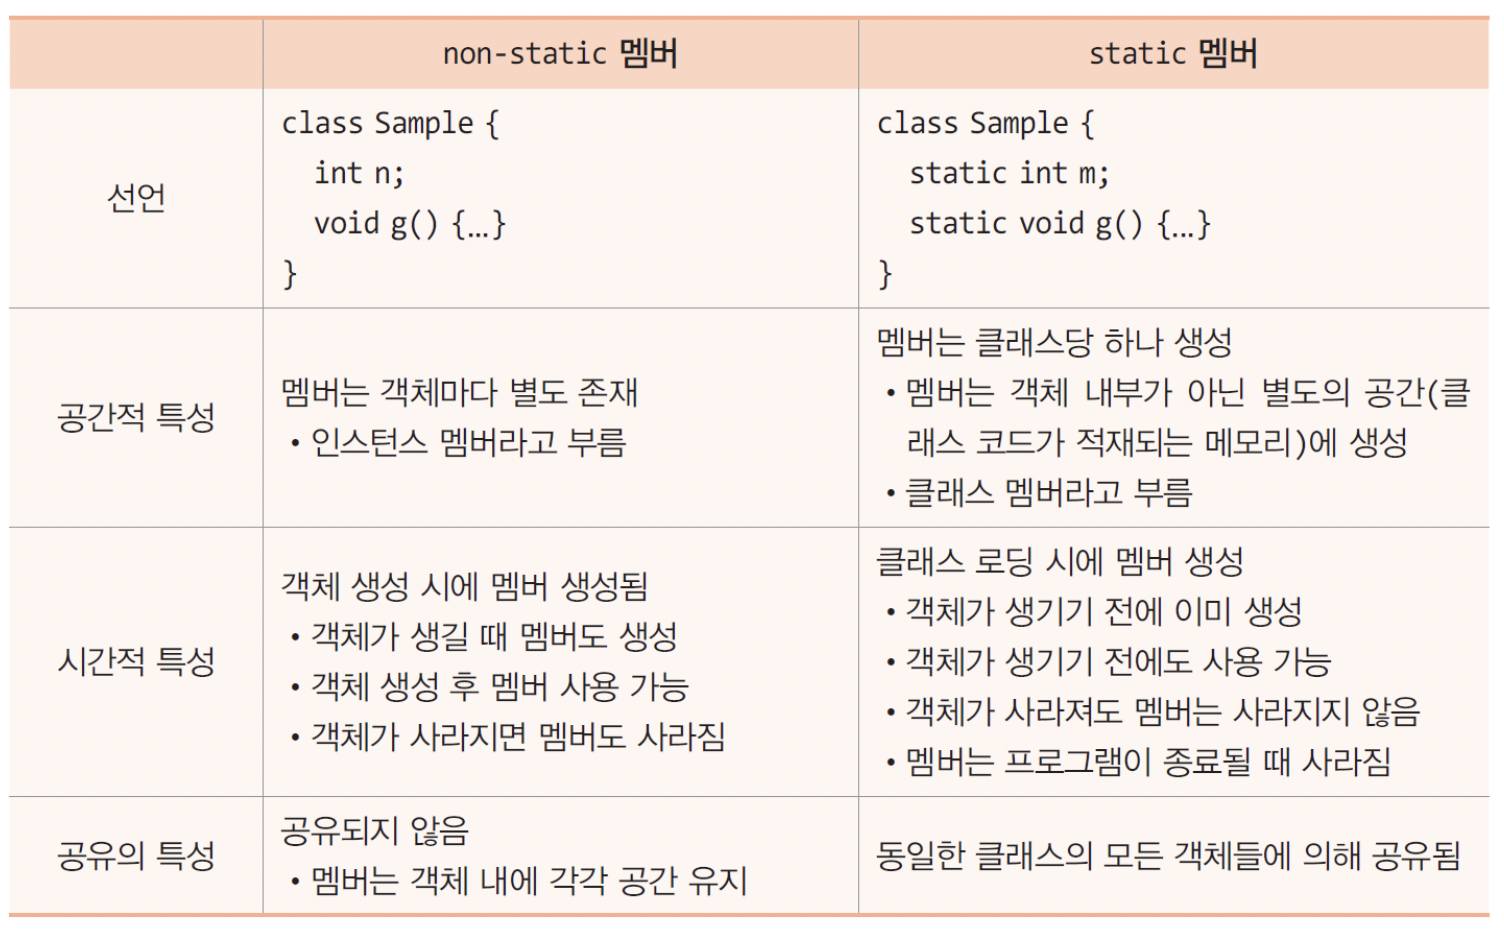 non-static 멤버
static 멤버
선언
class Sample {
int n;
void g() {...}
}
class Sample {
static int m;
static void g() {...}
}
공간적 특성
멤버는 객체마다 별도 존재
• 인스턴스 멤버라고 부름
멤버는 클래스당 하나 생성
• 멤버는 객체 내부가 아닌 별도의 공간(클
래스 코드가 적재되는 메모리)에 생성
• 클래스 멤버라고 부름
시간적 특성
객체 생성 시에 멤버 생성됨
• 객체가 생길 때 멤버도 생성
• 객체 생성 후 멤버 사용 가능
• 객체가 사라지면 멤버도 사라짐
클래스 로딩 시에 멤버 생성
• 객체가 생기기 전에 이미 생성
• 객체가 생기기 전에도 사용 가능
• 객체가 사라져도 멤버는 사라지지 않음
• 멤버는 프로그램이 종료될 때 사라짐
공유의 특성
공유되지 않음
• 멤버는 객체 내에 각각 공간 유지
동일한 클래스의 모든 객체들에 의해 공유됨